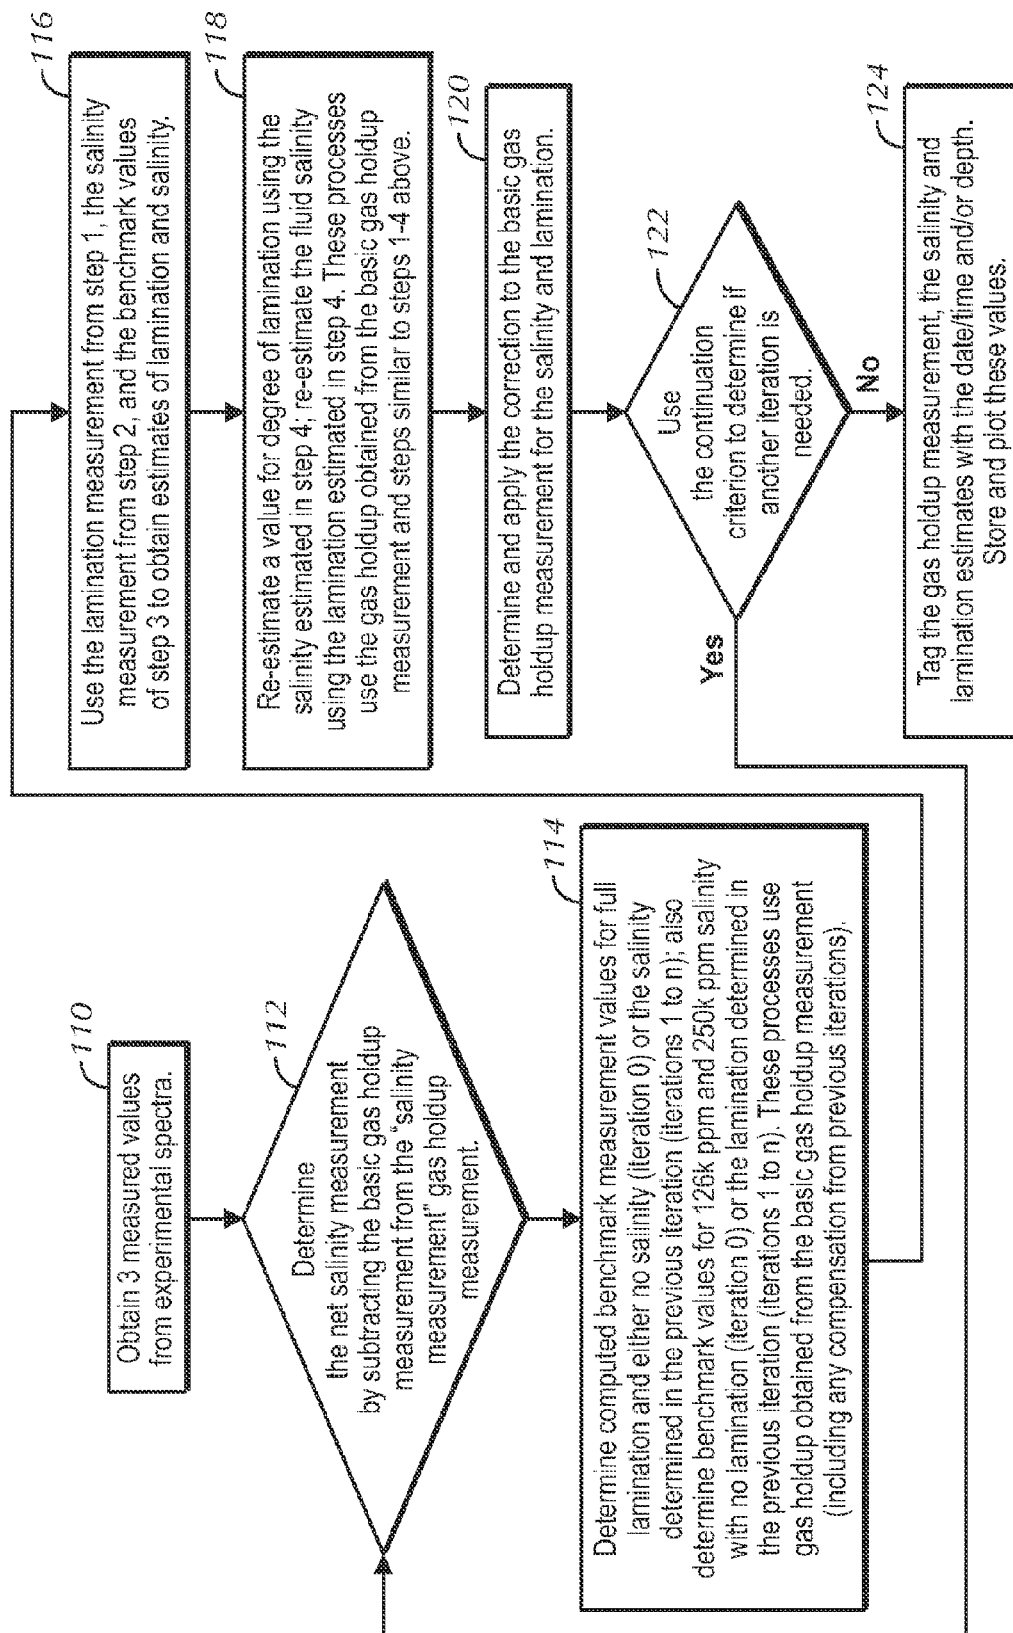 110
Obtain 3 measured values
from experimental spectra.
112
Determine
the net salinity measurement
by subtracting the basic gas holdup
measurement from the "salinity
measurement" gas holdup
measurement.
114
Determine computed benchmark measurement values for full
lamination and either no salinity (iteration 0) or the salinity
determined in the previous iteration (iterations 1 to n); also
determine benchmark values for 126k ppm and 250k ppm salinity
with no lamination (iteration 0) or the lamination determined in
the previous iteration (iterations 1 to n). These processes use
gas holdup obtained from the basic gas holdup measurement
(including any compensation from previous iterations).
116
Use the lamination measurement from step 1, the salinity
measurement from step 2, and the benchmark values
of step 3 to obtain estimates of lamination and salinity.
118
Re-estimate a value for degree of lamination using the
salinity estimated in step 4; re-estimate the fluid salinity
using the lamination estimated in step 4. These processes
use the gas holdup obtained from the basic gas holdup
measurement and steps similar to steps 1-4 above.
120
Determine and apply the correction to the basic gas
holdup measurement for the salinity and lamination.
122
Use
the continuation
criterion to determine if
another iteration is
needed.
Yes
No
124
Tag the gas holdup measurement, the salinity and
lamination estimates with the date/time and/or depth.
Store and plot these values.